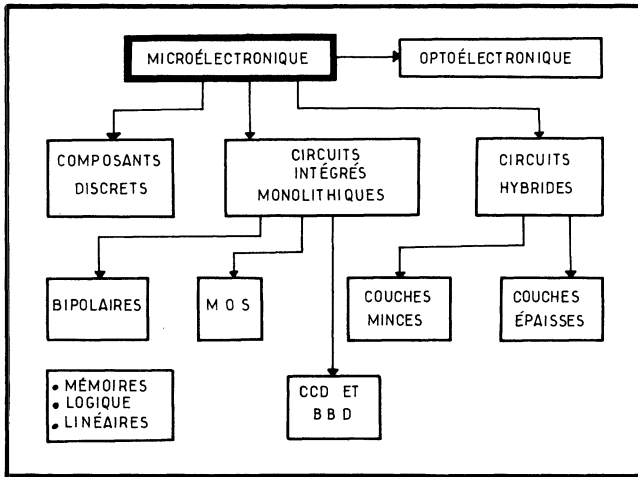 MICROÉLECTRONIQUE
OPTOÉLECTRONIQUE
COMPOSANTS
DISCRETS
CIRCUITS
INTÉGRÉS
MONOLITHIQUES
CIRCUITS
HYBRIDES
BIPOLAIRES
M O S
COUCHES
MINCES
COUCHES
ÉPAISSES
• MÉMOIRES
• LOGIQUE
• LINÉAIRES
CCD ET
B B D